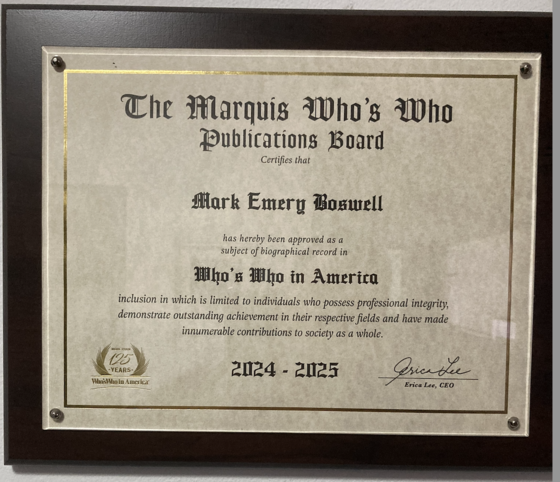 The Marquis Who's Who
Publications Board
Certifies that
Mark Emery Boswell
has hereby been approved as a
subject of biographical record in
Who's Who in America
inclusion in which is limited to individuals who possess professional integrity,
demonstrate outstanding achievement in their respective fields and have made
innumerable contributions to society as a whole.
125
-YEARS-
Who'sWho in America
2024 - 2025
Erica Lee
Erica Lee, CEO